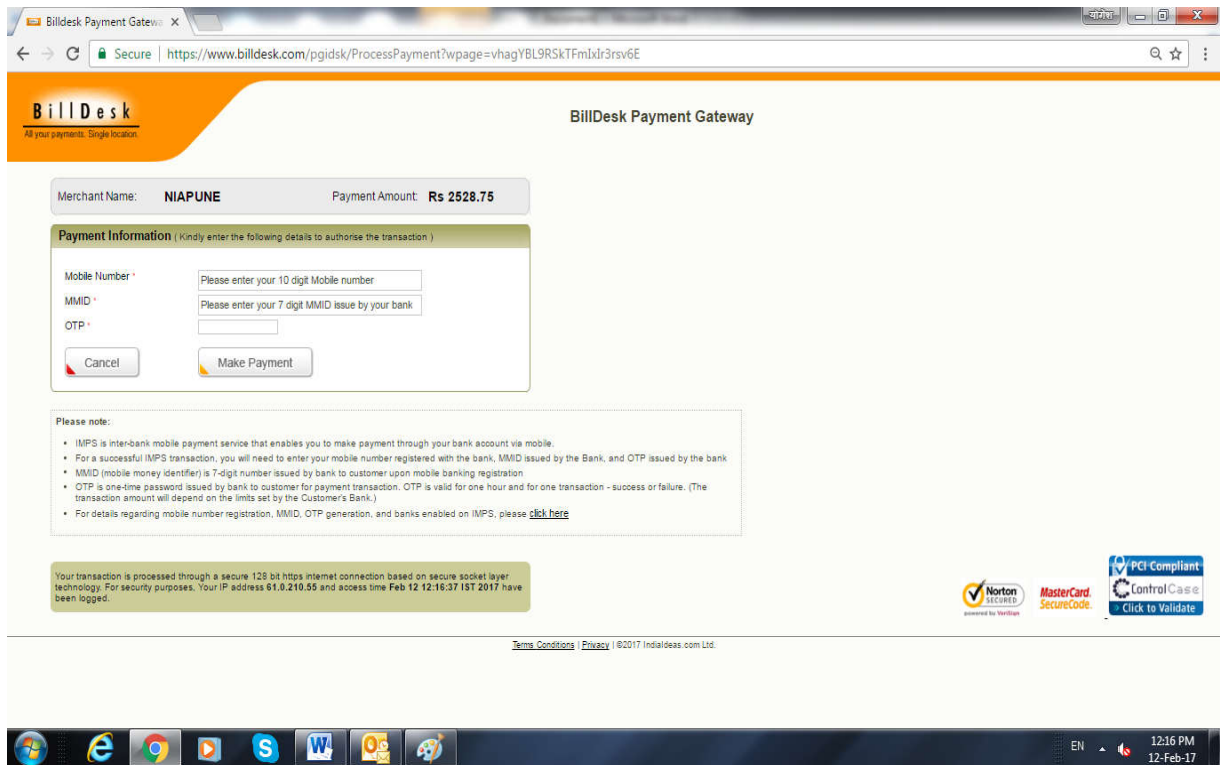 Billdesk Payment Gatew
योगेश
Secure | https://www.billdesk.com/pgidsk/ProcessPayment?wpage=vhagYBL9RSkTFmIxIr3rsv6E
BillDesk
All your payments. Single location.
BillDesk Payment Gateway
Merchant Name: NIAPUNE Payment Amount: Rs 2528.75
Payment Information ( Kindly enter the following details to authorise the transaction )
Mobile Number * Please enter your 10 digit Mobile number
MMID * Please enter your 7 digit MMID issue by your bank
OTP *
Cancel Make Payment
Please note:
• IMPS is inter-bank mobile payment service that enables you to make payment through your bank account via mobile.
• For a successful IMPS transaction, you will need to enter your mobile number registered with the bank, MMID issued by the Bank, and OTP issued by the bank
• MMID (mobile money identifier) is 7-digit number issued by bank to customer upon mobile banking registration
• OTP is one-time password issued by bank to customer for payment transaction. OTP is valid for one hour and for one transaction - success or failure. (The
transaction amount will depend on the limits set by the Customer's Bank.)
• For details regarding mobile number registration, MMID, OTP generation, and banks enabled on IMPS, please click here
Your transaction is processed through a secure 128 bit https internet connection based on secure socket layer
technology. For security purposes, Your IP address 61.0.210.55 and access time Feb 12 12:16:37 IST 2017 have
been logged.
Norton
SECURED
powered by VeriSign
MasterCard.
SecureCode.
PCI Compliant
ControlCase
Click to Validate
Terms Conditions | Privacy | ©2017 IndiaIdeas.com Ltd.
EN
12:16 PM
12-Feb-17